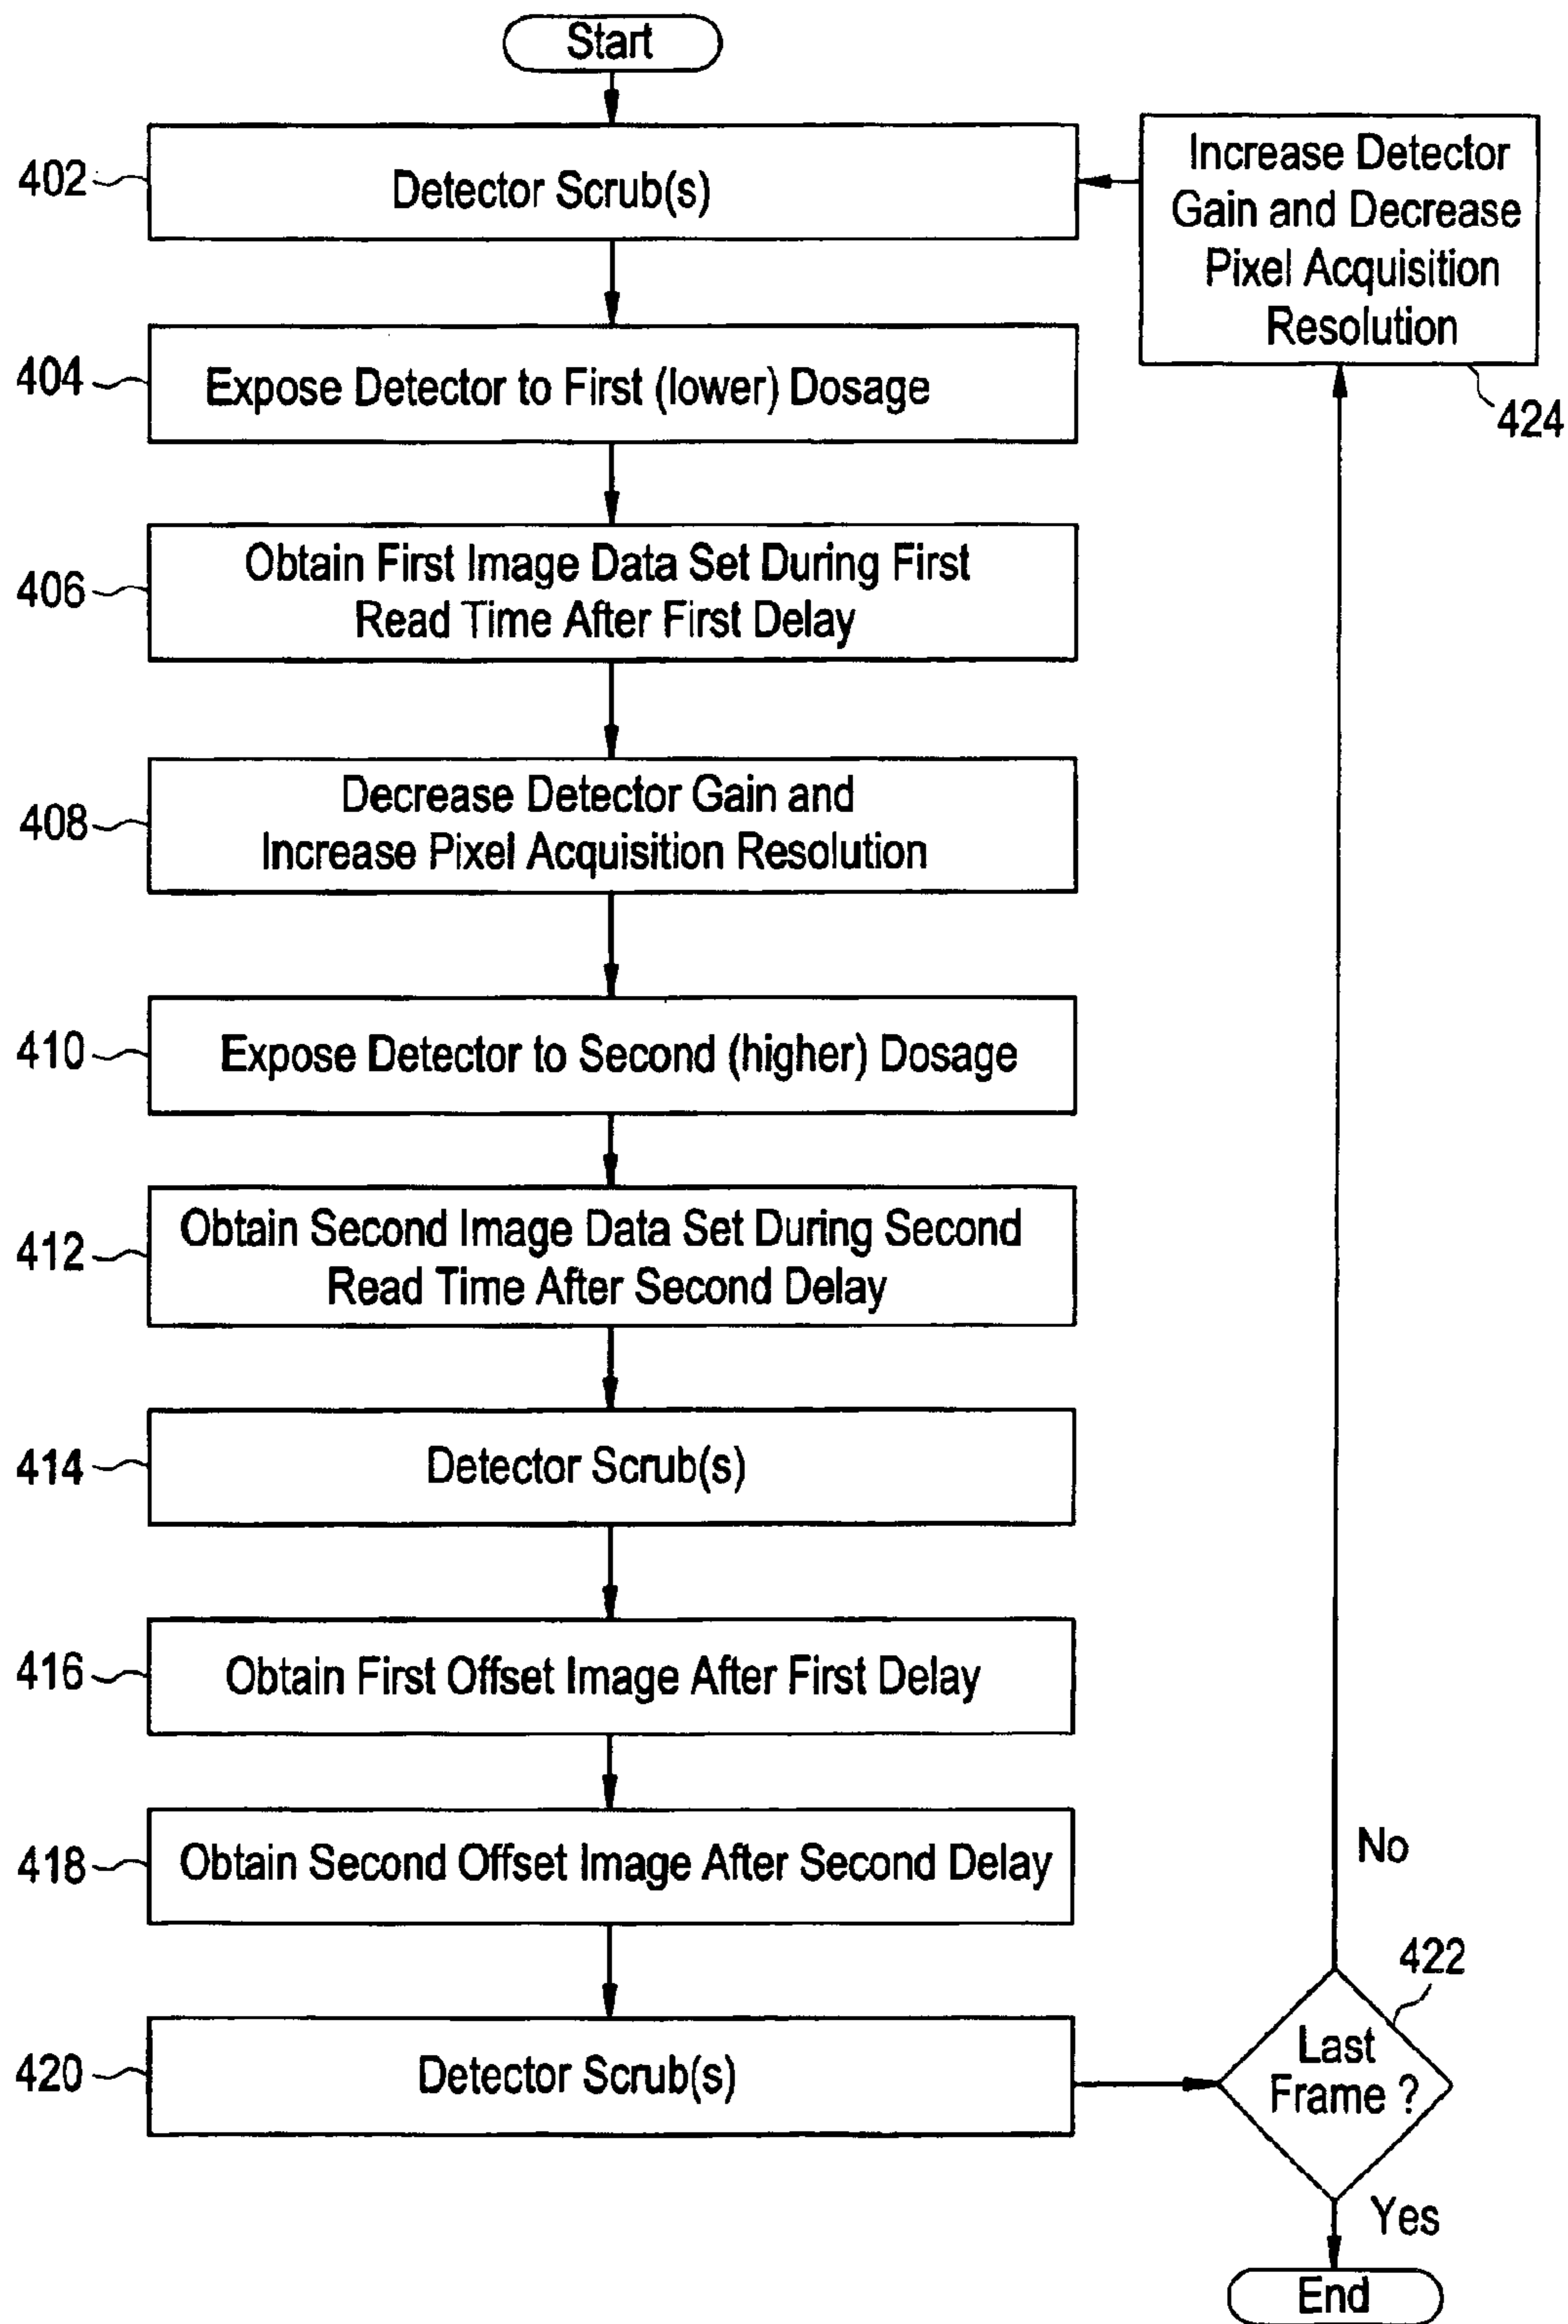 Start
402
Detector Scrub(s)
Increase Detector
Gain and Decrease
Pixel Acquisition
Resolution
424
404
Expose Detector to First (lower) Dosage
406
Obtain First Image Data Set During First
Read Time After First Delay
408
Decrease Detector Gain and
Increase Pixel Acquisition Resolution
410
Expose Detector to Second (higher) Dosage
412
Obtain Second Image Data Set During Second
Read Time After Second Delay
414
Detector Scrub(s)
416
Obtain First Offset Image After First Delay
418
Obtain Second Offset Image After Second Delay
No
420
Detector Scrub(s)
422
Last
Frame ?
Yes
End